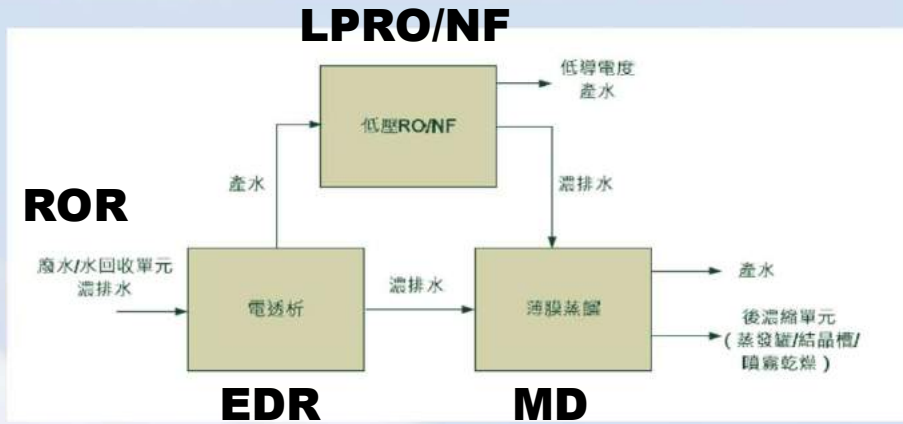 LPRO/NF
低導電度
產水
低壓RO/NF
產水
濃排水
ROR
廢水/水回收單元
濃排水
電透析
濃排水
薄膜蒸餾
產水
後濃縮單元
(蒸發罐/結晶槽/
噴霧乾燥)
EDR
MD